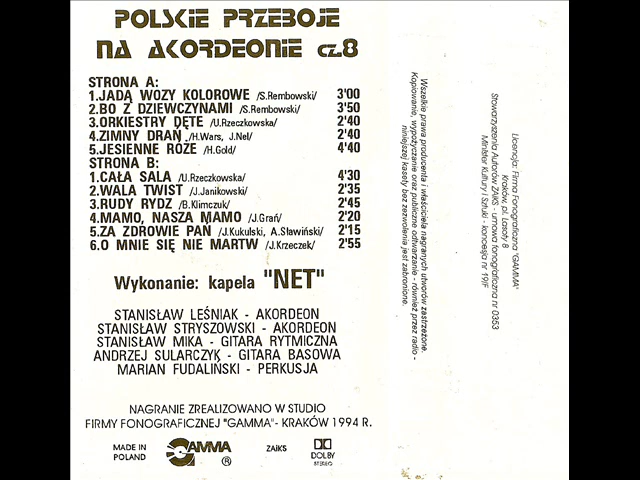 POLSKIE PRZEBOJE
NA AKORDEONIE cz.8
STRONA A:
1.JADĄ WOZY KOLOROWE /S.Rembowski/ 3'00
2.BO Z DZIEWCZYNAMI /S.Rembowski/ 3'50
3.ORKIESTRY DĘTE /U.Rzeczkowska/ 2'40
4.ZIMNY DRAŃ /H.Wars, J.Nel/ 2'40
5.JESIENNE RÓŻE /H.Gold/ 4'40
STRONA B:
1.CAŁA SALA /U.Rzeczkowska 4'30
2.WALA TWIST /J.Janikowski/ 2'35
3.RUDY RYDZ /B.Klimczuk/ 2'45
4.MAMO, NASZA MAMO /J.Grań/ 2'20
5.ZA ZDROWIE PAŃ /J.Kukulski, A.Sławiński/ 2'15
6.O MNIE SIĘ NIE MARTW /J.Krzeczek/ 2'55
Wykonanie: kapela "NET"
STANISŁAW LEŚNIAK - AKORDEON
STANISŁAW STRYSZOWSKI - AKORDEON
STANISŁAW MIKA - GITARA RYTMICZNA
ANDRZEJ SULARCZYK - GITARA BASOWA
MARIAN FUDALIŃSKI - PERKUSJA
NAGRANIE ZREALIZOWANO W STUDIO
FIRMY FONOGRAFICZNEJ "GAMMA"- KRAKÓW 1994 R.
MADE IN
POLAND
GAMMA
®
ZAiKS
DOLBY
STEREO
Wszelkie prawa producenta i właściciela nagranych utworów zastrzeżone.
Kopiowanie, wypożyczanie oraz publiczne odtwarzanie - również przez radio -
niniejszej kasety bez zezwolenia jest zabronione.
Licencja: Firma Fonograficzna "GAMMA"
Kraków, pl. Lasoty 8
Stowarzyszenia Autorów ZAIKS - umowa fonograficzna nr 0353
Minister Kultury i Sztuki - koncesja nr 19/F